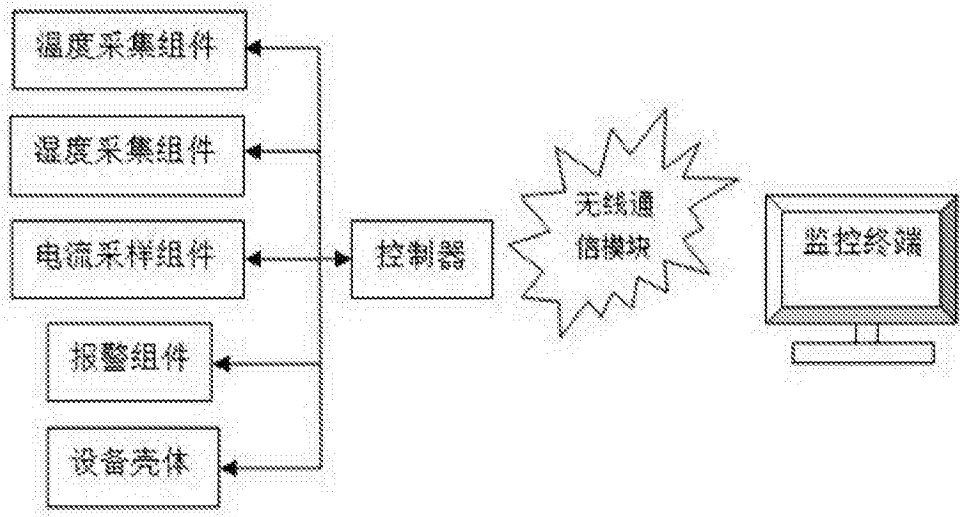 温度采集组件
湿度采集组件
电流采样组件
报警组件
设备壳体
控制器
无线通
信模块
监控终端